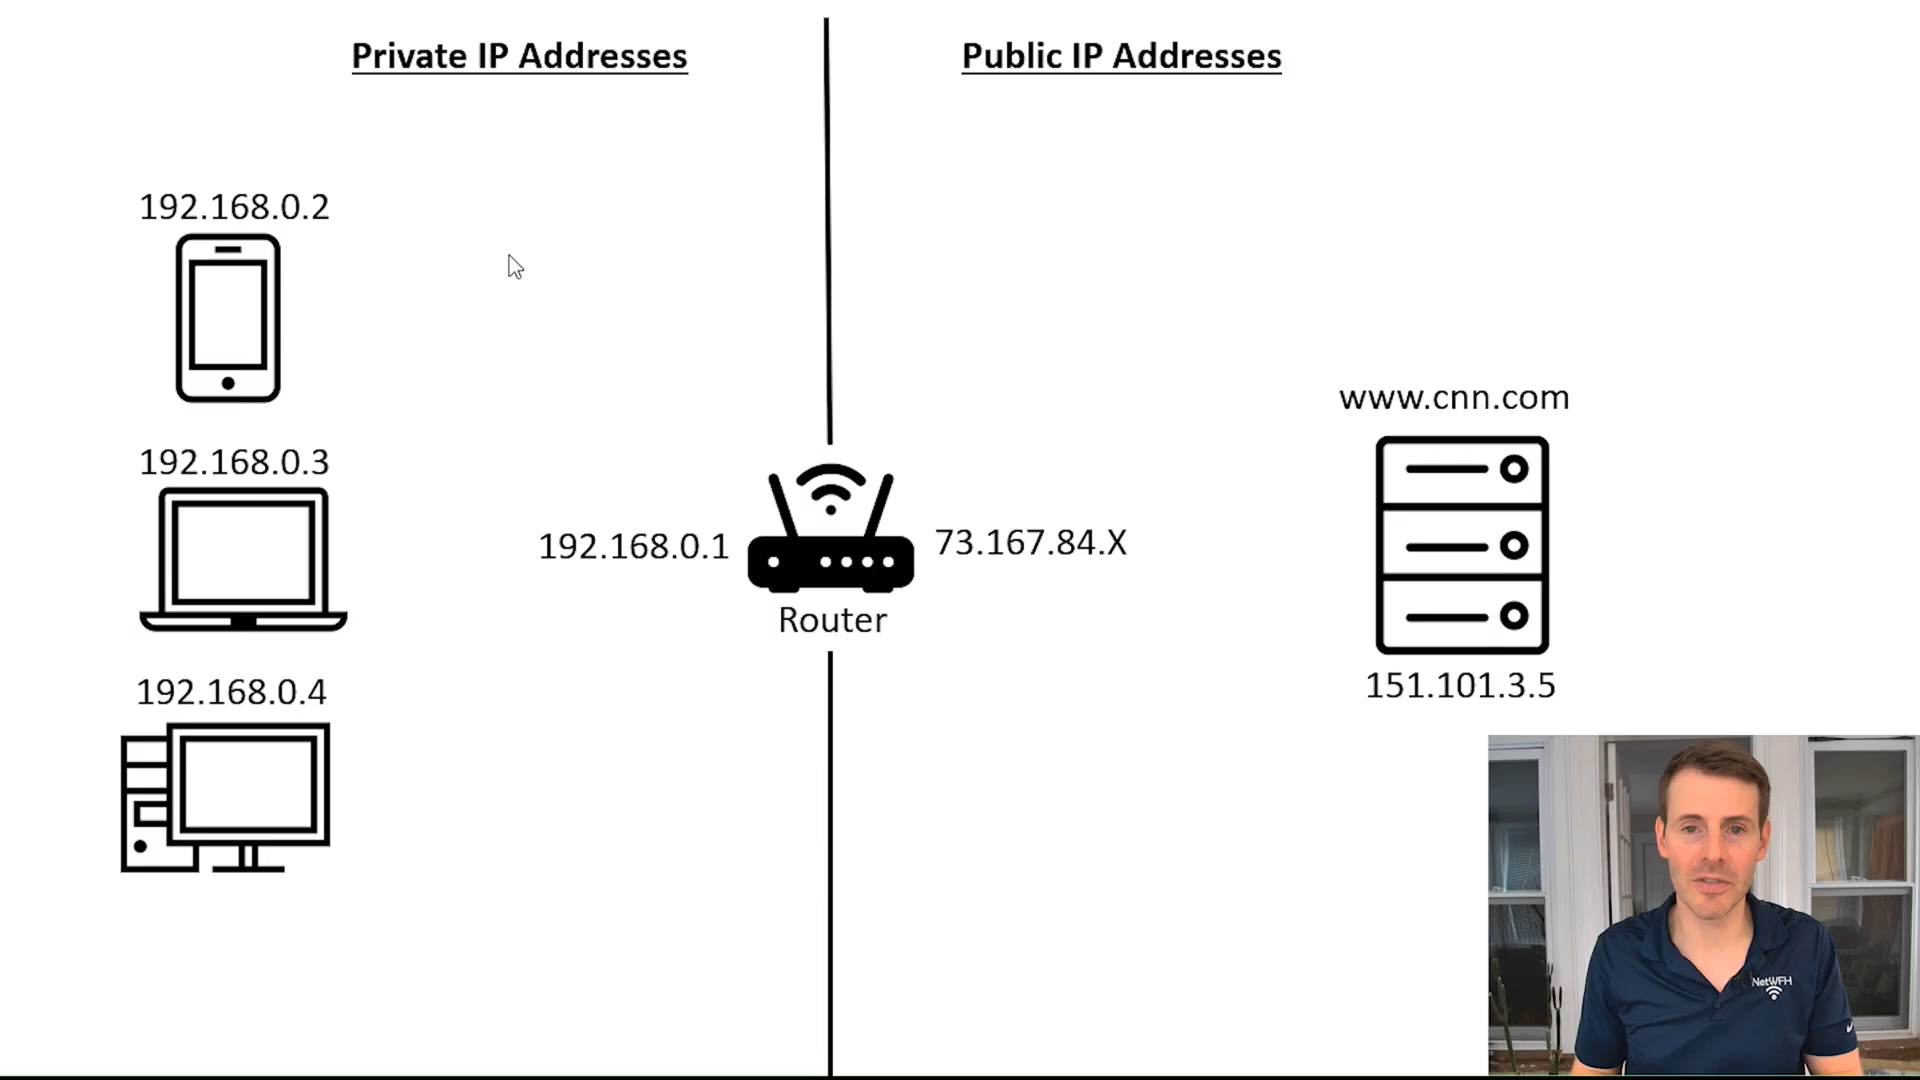 Private IP Addresses
Public IP Addresses
192.168.0.2
192.168.0.3
192.168.0.4
192.168.0.1
73.167.84.X
Router
www.cnn.com
151.101.3.5
NetWFH